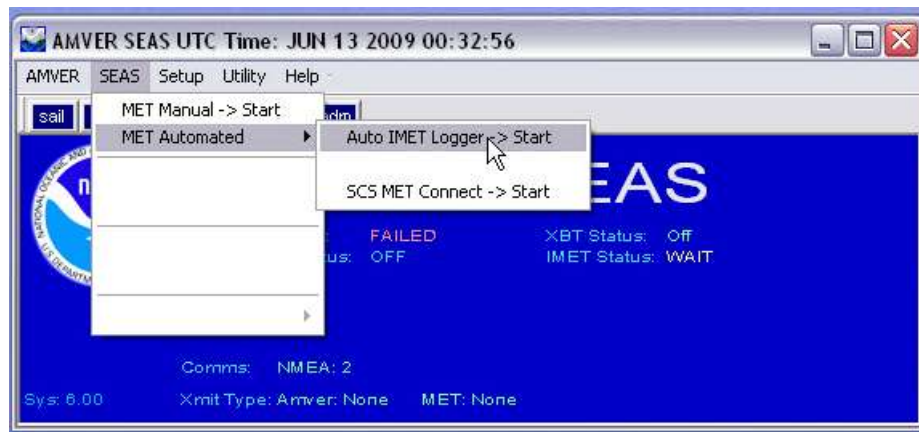 AMVER SEAS UTC Time: JUN 13 2009 00:32:56
AMVER SEAS Setup Utility Help
sail
MET Manual -> Start
MET Automated
Auto IMET Logger -> Start
SCS MET Connect -> Start
EAS
FAILED XBT Status: Off
us: OFF IMET Status: WAIT
Comms: NMEA: 2
Sys: 6.00 Xmit Type: Amver: None MET: None